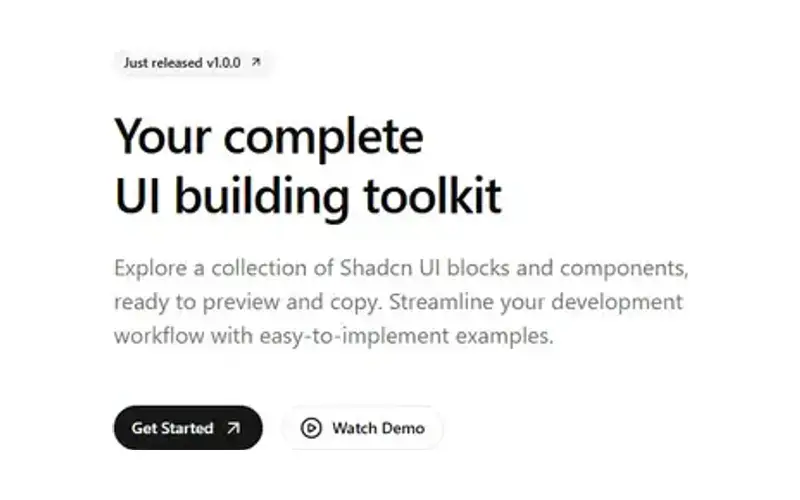 Just released v1.0.0
Your complete
UI building toolkit
Explore a collection of Shadcn UI blocks and components,
ready to preview and copy. Streamline your development
workflow with easy-to-implement examples.
Get Started
Watch Demo